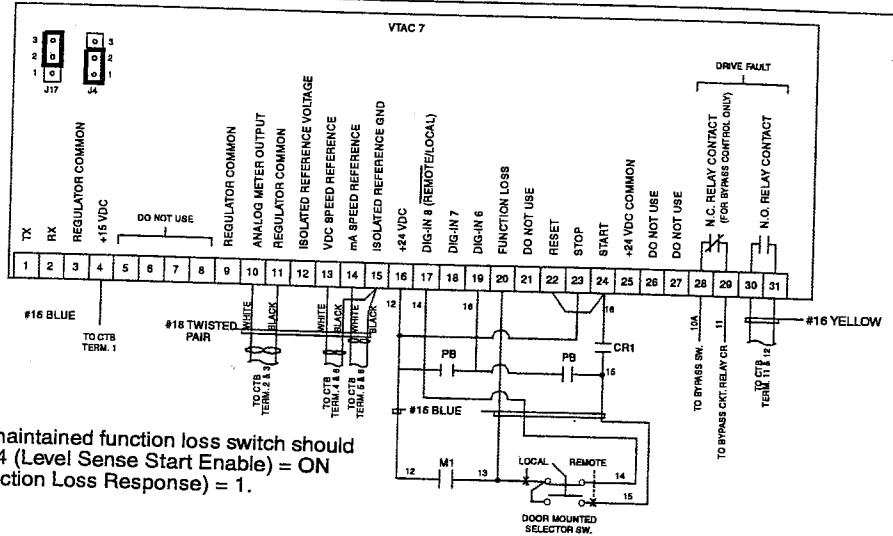 VTAC 7
3
2
1
J17
3
2
1
J4
DRIVE FAULT
TX
RX
REGULATOR COMMON
+15 VDC
DO NOT USE
REGULATOR COMMON
ANALOG METER OUTPUT
REGULATOR COMMON
ISOLATED REFERENCE VOLTAGE
VDC SPEED REFERENCE
mA SPEED REFERENCE
ISOLATED REFERENCE GND
+24 VDC
DIG-IN 8 (REMOTE/LOCAL)
DIG-IN 7
DIG-IN 6
FUNCTION LOSS
DO NOT USE
RESET
STOP
START
+24 VDC COMMON
DO NOT USE
DO NOT USE
N.C. RELAY CONTACT
(FOR BYPASS CONTROL ONLY)
N.O. RELAY CONTACT
1 2 3 4 5 6 7 8 9 10 11 12 13 14 15 16 17 18 19 20 21 22 23 24 25 26 27 28 29 30 31
#16 BLUE
TO CTB
TERM. 1
#18 TWISTED
PAIR
WHITE
BLACK
WHITE
BLACK
WHITE
BLACK
TO CTB
TERM. 2 & 3
TO CTB
TERM. 4 & 6
TO CTB
TERM. 5 & 6
12
14
16
16
PB
PB
CR1
15
#16 BLUE
10A
11
TO BYPASS SW.
TO BYPASS CKT. RELAY CR
TO CTB
TERM. 11 & 12
#16 YELLOW
12
M1
13
LOCAL
REMOTE
14
15
DOOR MOUNTED
SELECTOR SW.
maintained function loss switch should
4 (Level Sense Start Enable) = ON
ction Loss Response) = 1.